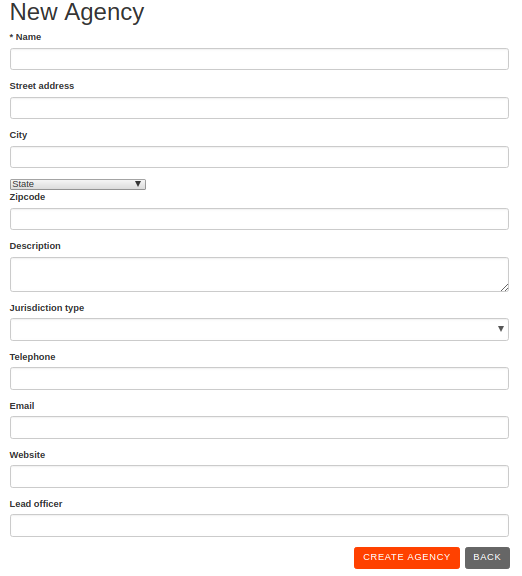 New Agency
* Name
Street address
City
State
Zipcode
Description
Jurisdiction type
Telephone
Email
Website
Lead officer
CREATE AGENCY BACK